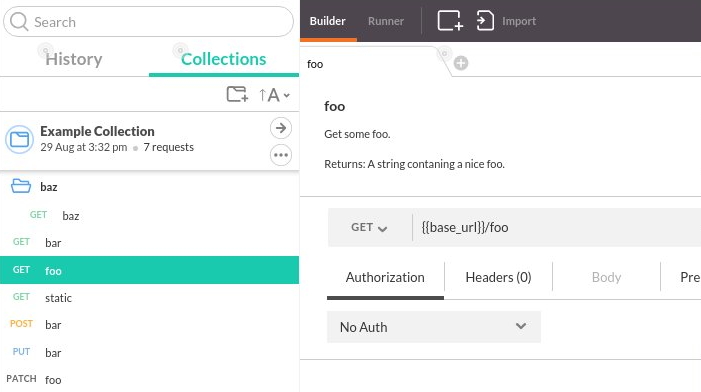 Search
History
Collections
↑A
Example Collection
29 Aug at 3:32 pm • 7 requests
baz
GET baz
GET bar
GET foo
GET static
POST bar
PUT bar
PATCH foo
Builder
Runner
Import
foo
foo
Get some foo.
Returns: A string contaning a nice foo.
GET
{{base_url}}/foo
Authorization
Headers (0)
Body
Pre
No Auth